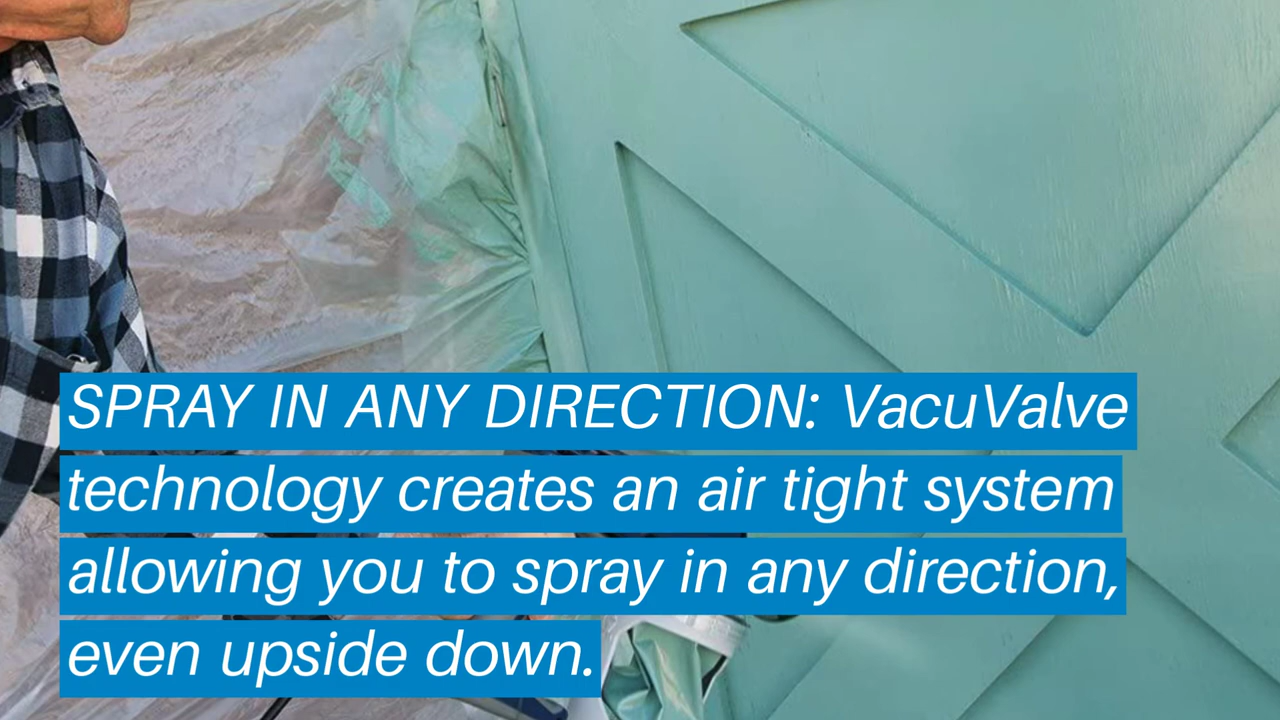 SPRAY IN ANY DIRECTION: VacuValve
technology creates an air tight system
allowing you to spray in any direction,
even upside down.